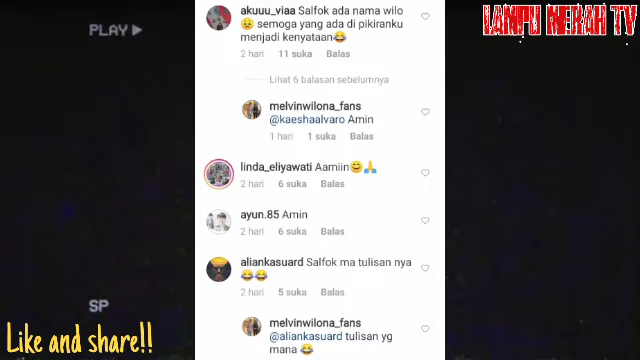 PLAY
LAMPU MERAH TV
akuuu_viaa Salfok ada nama wilo
😖 semoga yang ada di pikiranku
menjadi kenyataan😂
2 hari 11 suka Balas
Lihat 6 balasan sebelumnya
melvinwilona_fans
@kaeshaalvaro Amin
1 hari 1 suka Balas
linda_eliyawati Aamiin😊🙏
2 hari 6 suka Balas
ayun.85 Amin
2 hari 6 suka Balas
aliankasuard Salfok ma tulisan nya
😂😂
2 hari 5 suka Balas
melvinwilona_fans
@aliankasuard tulisan yg
mana 😂
SP
Like and share!!